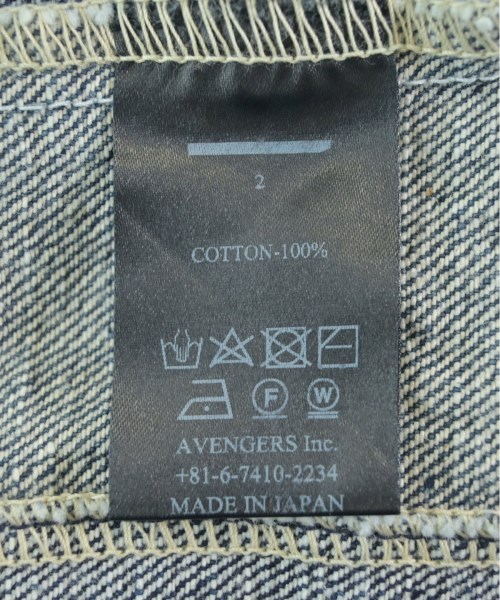 2
COTTON-100%
F W
AVENGERS Inc.
+81-6-7410-2234
MADE IN JAPAN